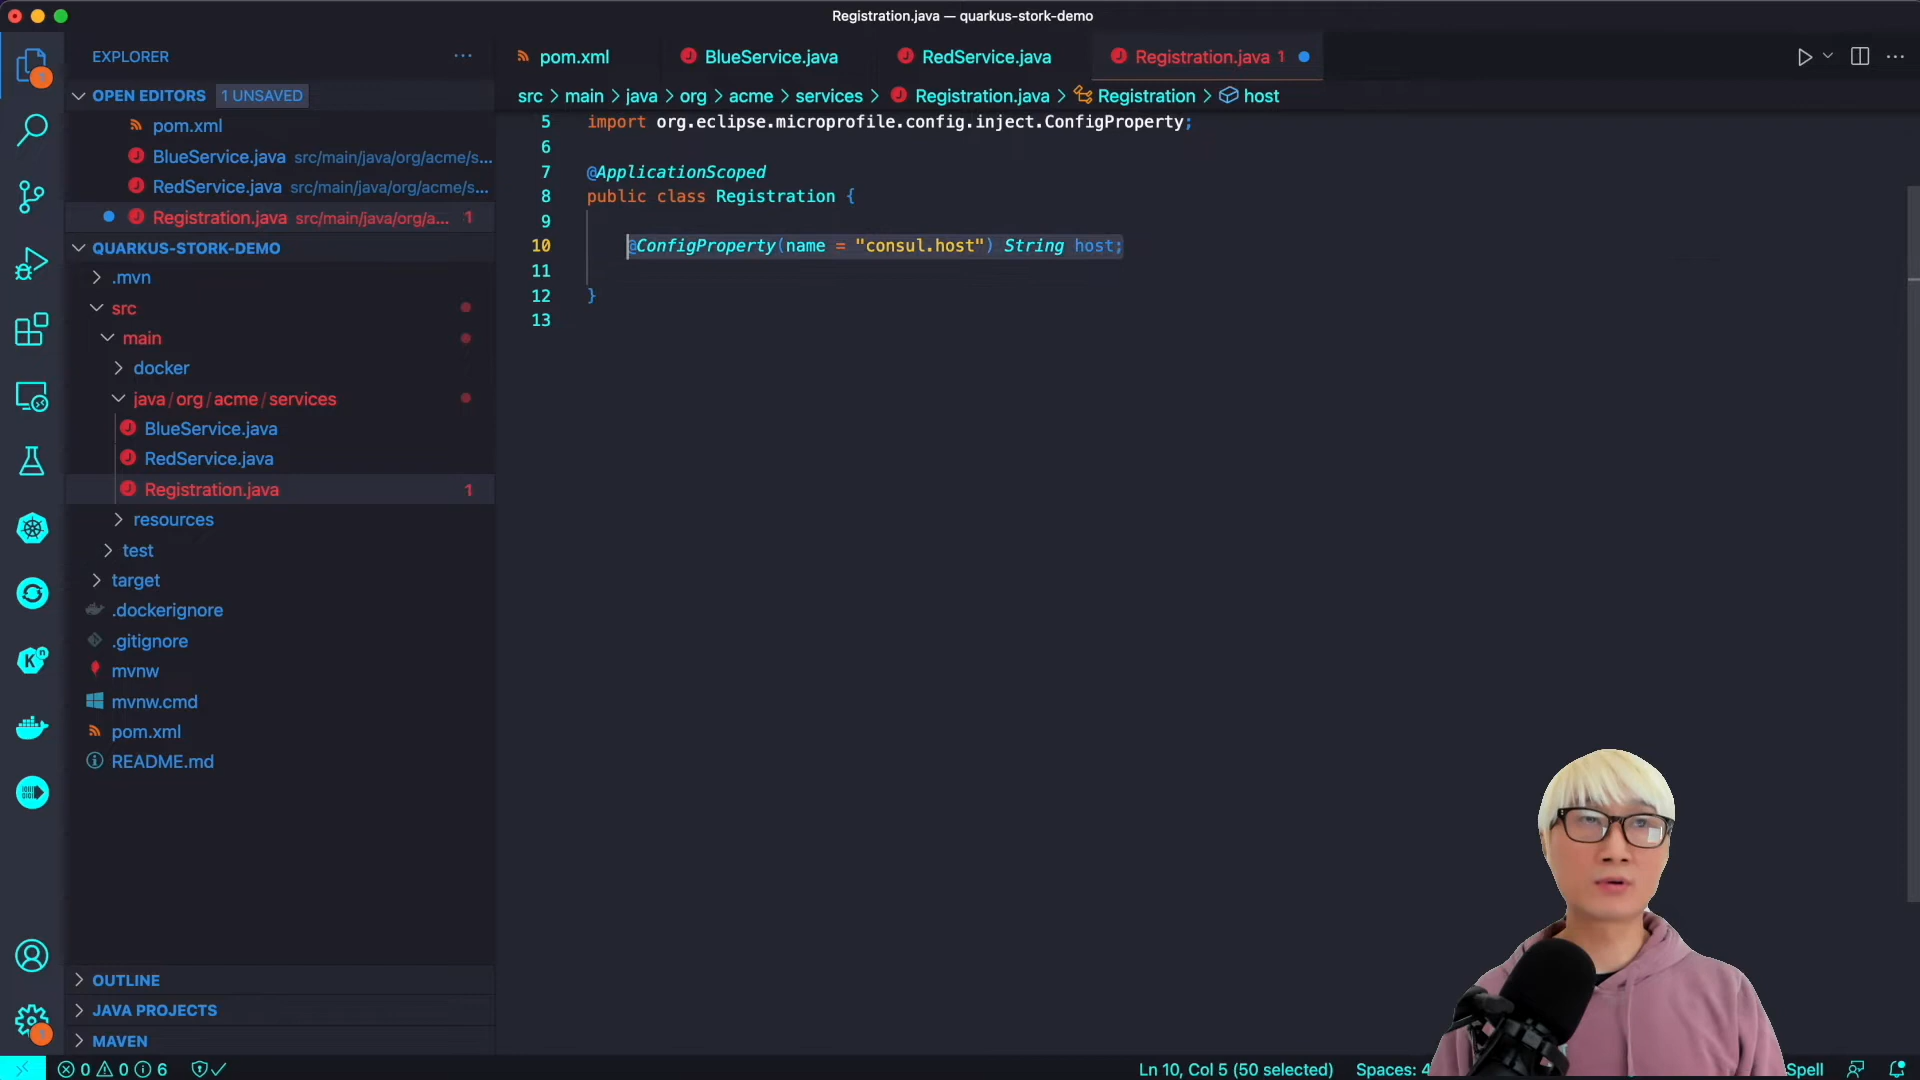 Registration.java — quarkus-stork-demo
EXPLORER
OPEN EDITORS 1 UNSAVED
pom.xml
BlueService.java src/main/java/org/acme/s...
RedService.java src/main/java/org/acme/s...
Registration.java src/main/java/org/a... 1
QUARKUS-STORK-DEMO
.mvn
src
main
docker
java / org / acme / services
BlueService.java
RedService.java
Registration.java 1
resources
test
target
.dockerignore
.gitignore
mvnw
mvnw.cmd
pom.xml
README.md
OUTLINE
JAVA PROJECTS
MAVEN
pom.xml BlueService.java RedService.java Registration.java 1
src > main > java > org > acme > services > Registration.java > Registration > host
5 import org.eclipse.microprofile.config.inject.ConfigProperty;
6
7 @ApplicationScoped
8 public class Registration {
9
10 @ConfigProperty(name = "consul.host") String host;
11
12 }
13
0 0 6 Ln 10, Col 5 (50 selected) Spaces: 4 Spell